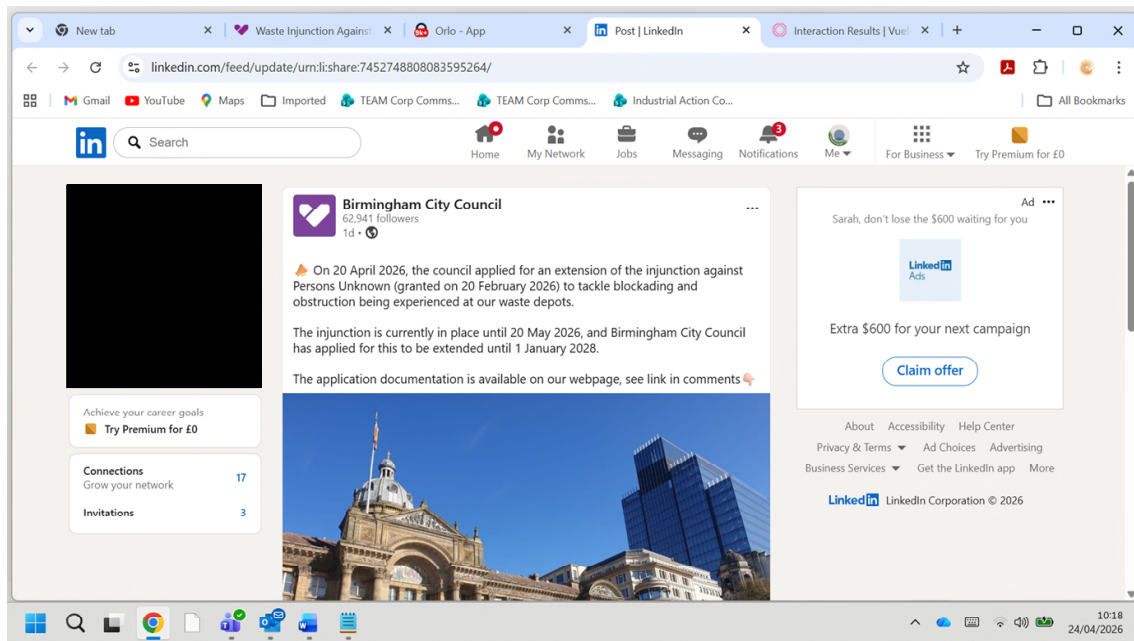 New tab
Waste Injunction Against
Orlo - App
Post | LinkedIn
Interaction Results | Vuel
linkedin.com/feed/update/urn:li:share:7452748808083595264/
Gmail
YouTube
Maps
Imported
TEAM Corp Comms...
TEAM Corp Comms...
Industrial Action Co...
All Bookmarks
in
Search
Home
My Network
Jobs
Messaging
3
Notifications
Me
For Business
Try Premium for £0
Achieve your career goals
Try Premium for £0
Connections
17
Grow your network
Invitations
3
Birmingham City Council
62,941 followers
1d •
On 20 April 2026, the council applied for an extension of the injunction against
Persons Unknown (granted on 20 February 2026) to tackle blockading and
obstruction being experienced at our waste depots.
The injunction is currently in place until 20 May 2026, and Birmingham City Council
has applied for this to be extended until 1 January 2028.
The application documentation is available on our webpage, see link in comments
Ad
Sarah, don't lose the $600 waiting for you
LinkedIn
Ads
Extra $600 for your next campaign
Claim offer
About Accessibility Help Center
Privacy & Terms Ad Choices Advertising
Business Services Get the LinkedIn app More
LinkedIn LinkedIn Corporation © 2026
10:18
24/04/2026